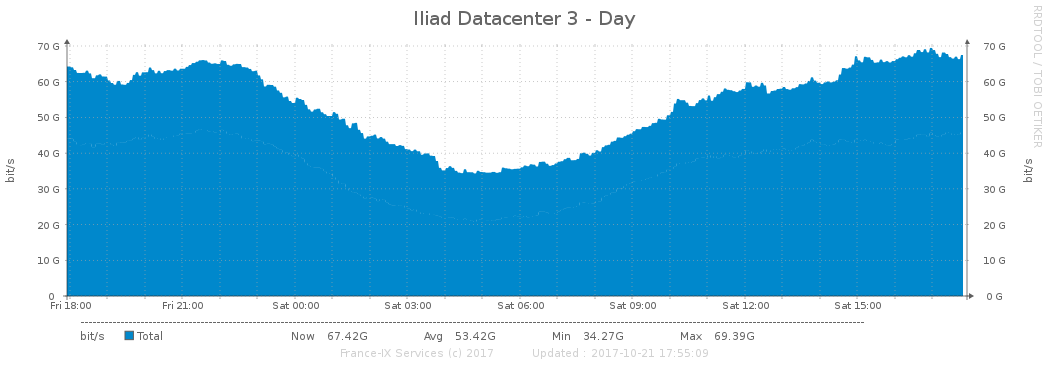 Iliad Datacenter 3 - Day
RRDTOOL / TOBI OETIKER
bit/s
70 G 70 G
60 G 60 G
50 G 50 G
40 G 40 G
30 G 30 G
20 G 20 G
10 G 10 G
0 0 G
bit/s
Fri 18:00 Fri 21:00 Sat 00:00 Sat 03:00 Sat 06:00 Sat 09:00 Sat 12:00 Sat 15:00
bit/s Total Now 67.42G Avg 53.42G Min 34.27G Max 69.39G
France-IX Services (c) 2017 Updated : 2017-10-21 17:55:09